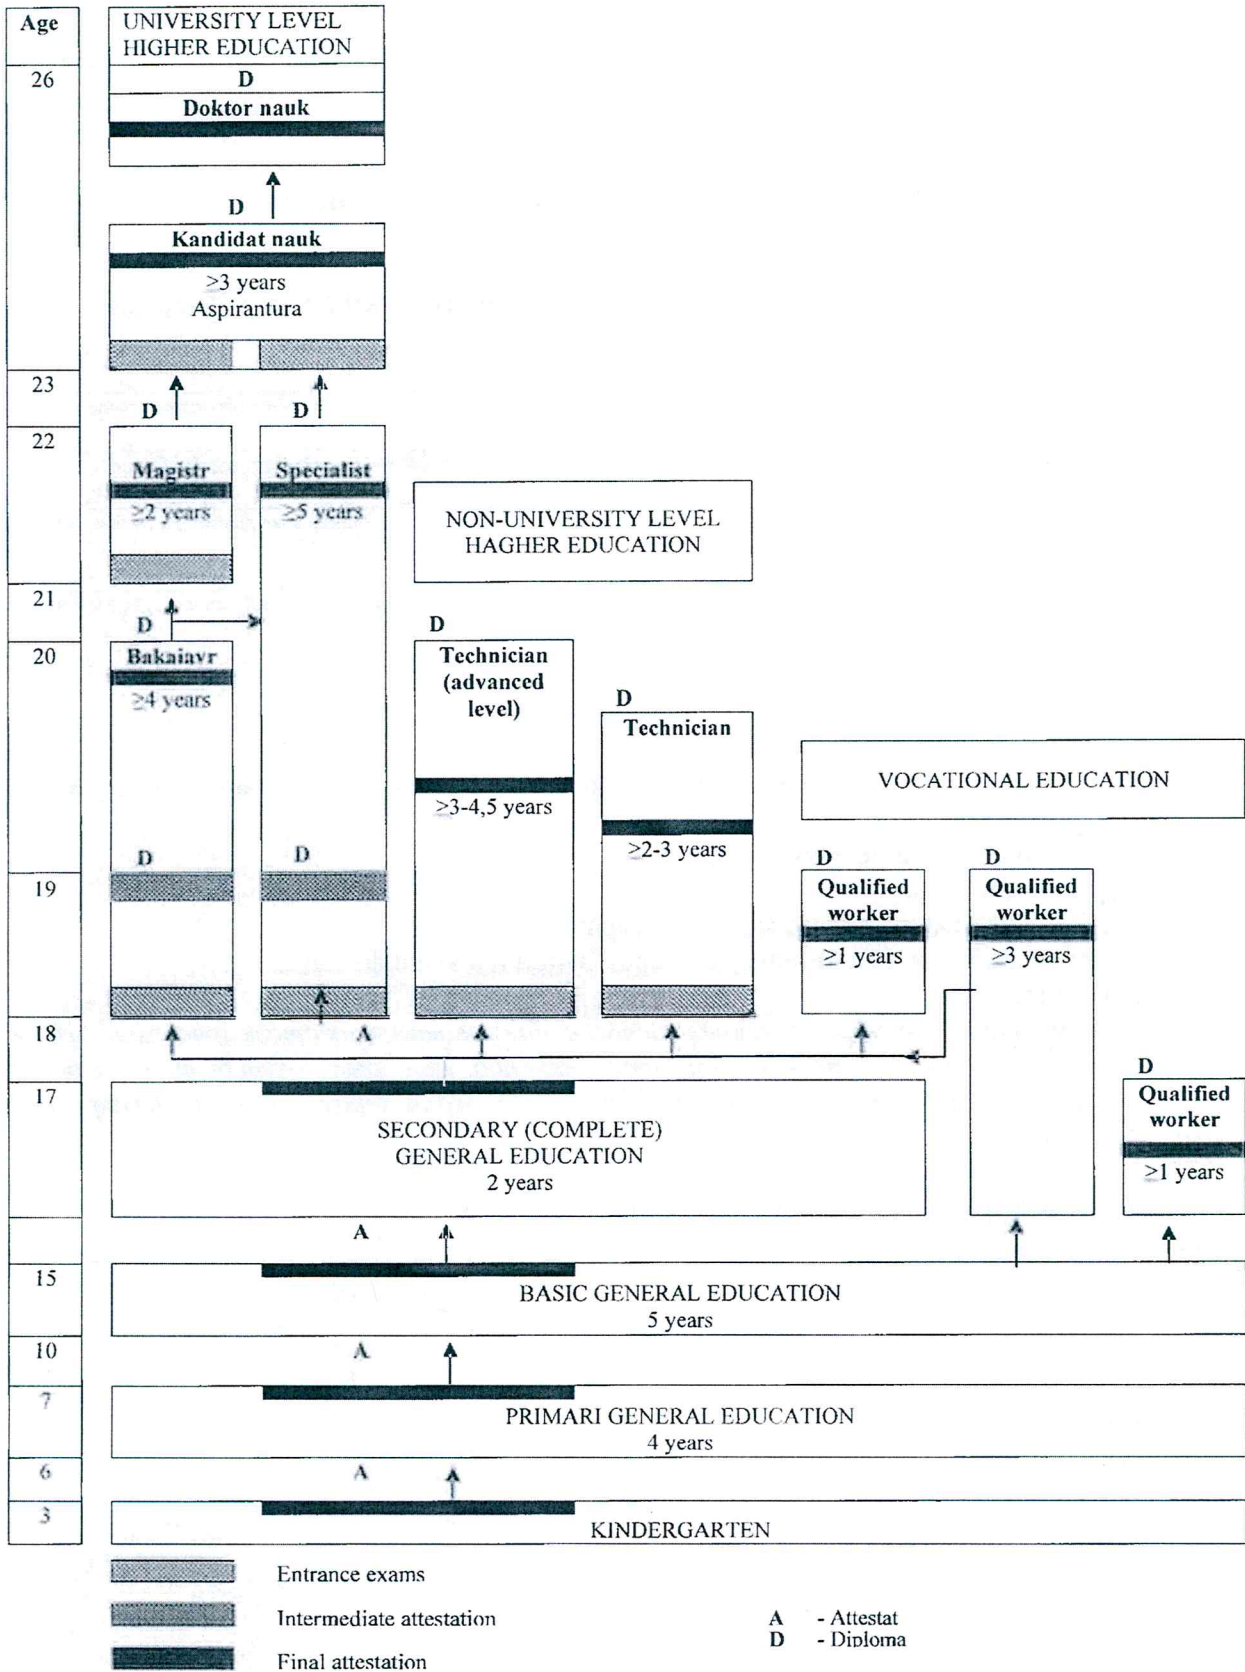 Age
UNIVERSITY LEVEL
HIGHER EDUCATION
26
D
Doktor nauk
D
Kandidat nauk
≥3 years
Aspirantura
23
D
D
22
Magistr
≥2 years
Specialist
≥5 years
NON-UNIVERSITY LEVEL
HAGHER EDUCATION
21
D
D
20
Bakaiavr
≥4 years
Technician
(advanced
level)
≥3-4,5 years
D
Technician
≥2-3 years
VOCATIONAL EDUCATION
D
D
D
D
19
Qualified
worker
≥1 years
Qualified
worker
≥3 years
18
A
17
SECONDARY (COMPLETE)
GENERAL EDUCATION
2 years
D
Qualified
worker
≥1 years
A
15
BASIC GENERAL EDUCATION
5 years
10
A
7
PRIMARI GENERAL EDUCATION
4 years
6
A
3
KINDERGARTEN
Entrance exams
Intermediate attestation
Final attestation
A - Attestat
D - Diploma